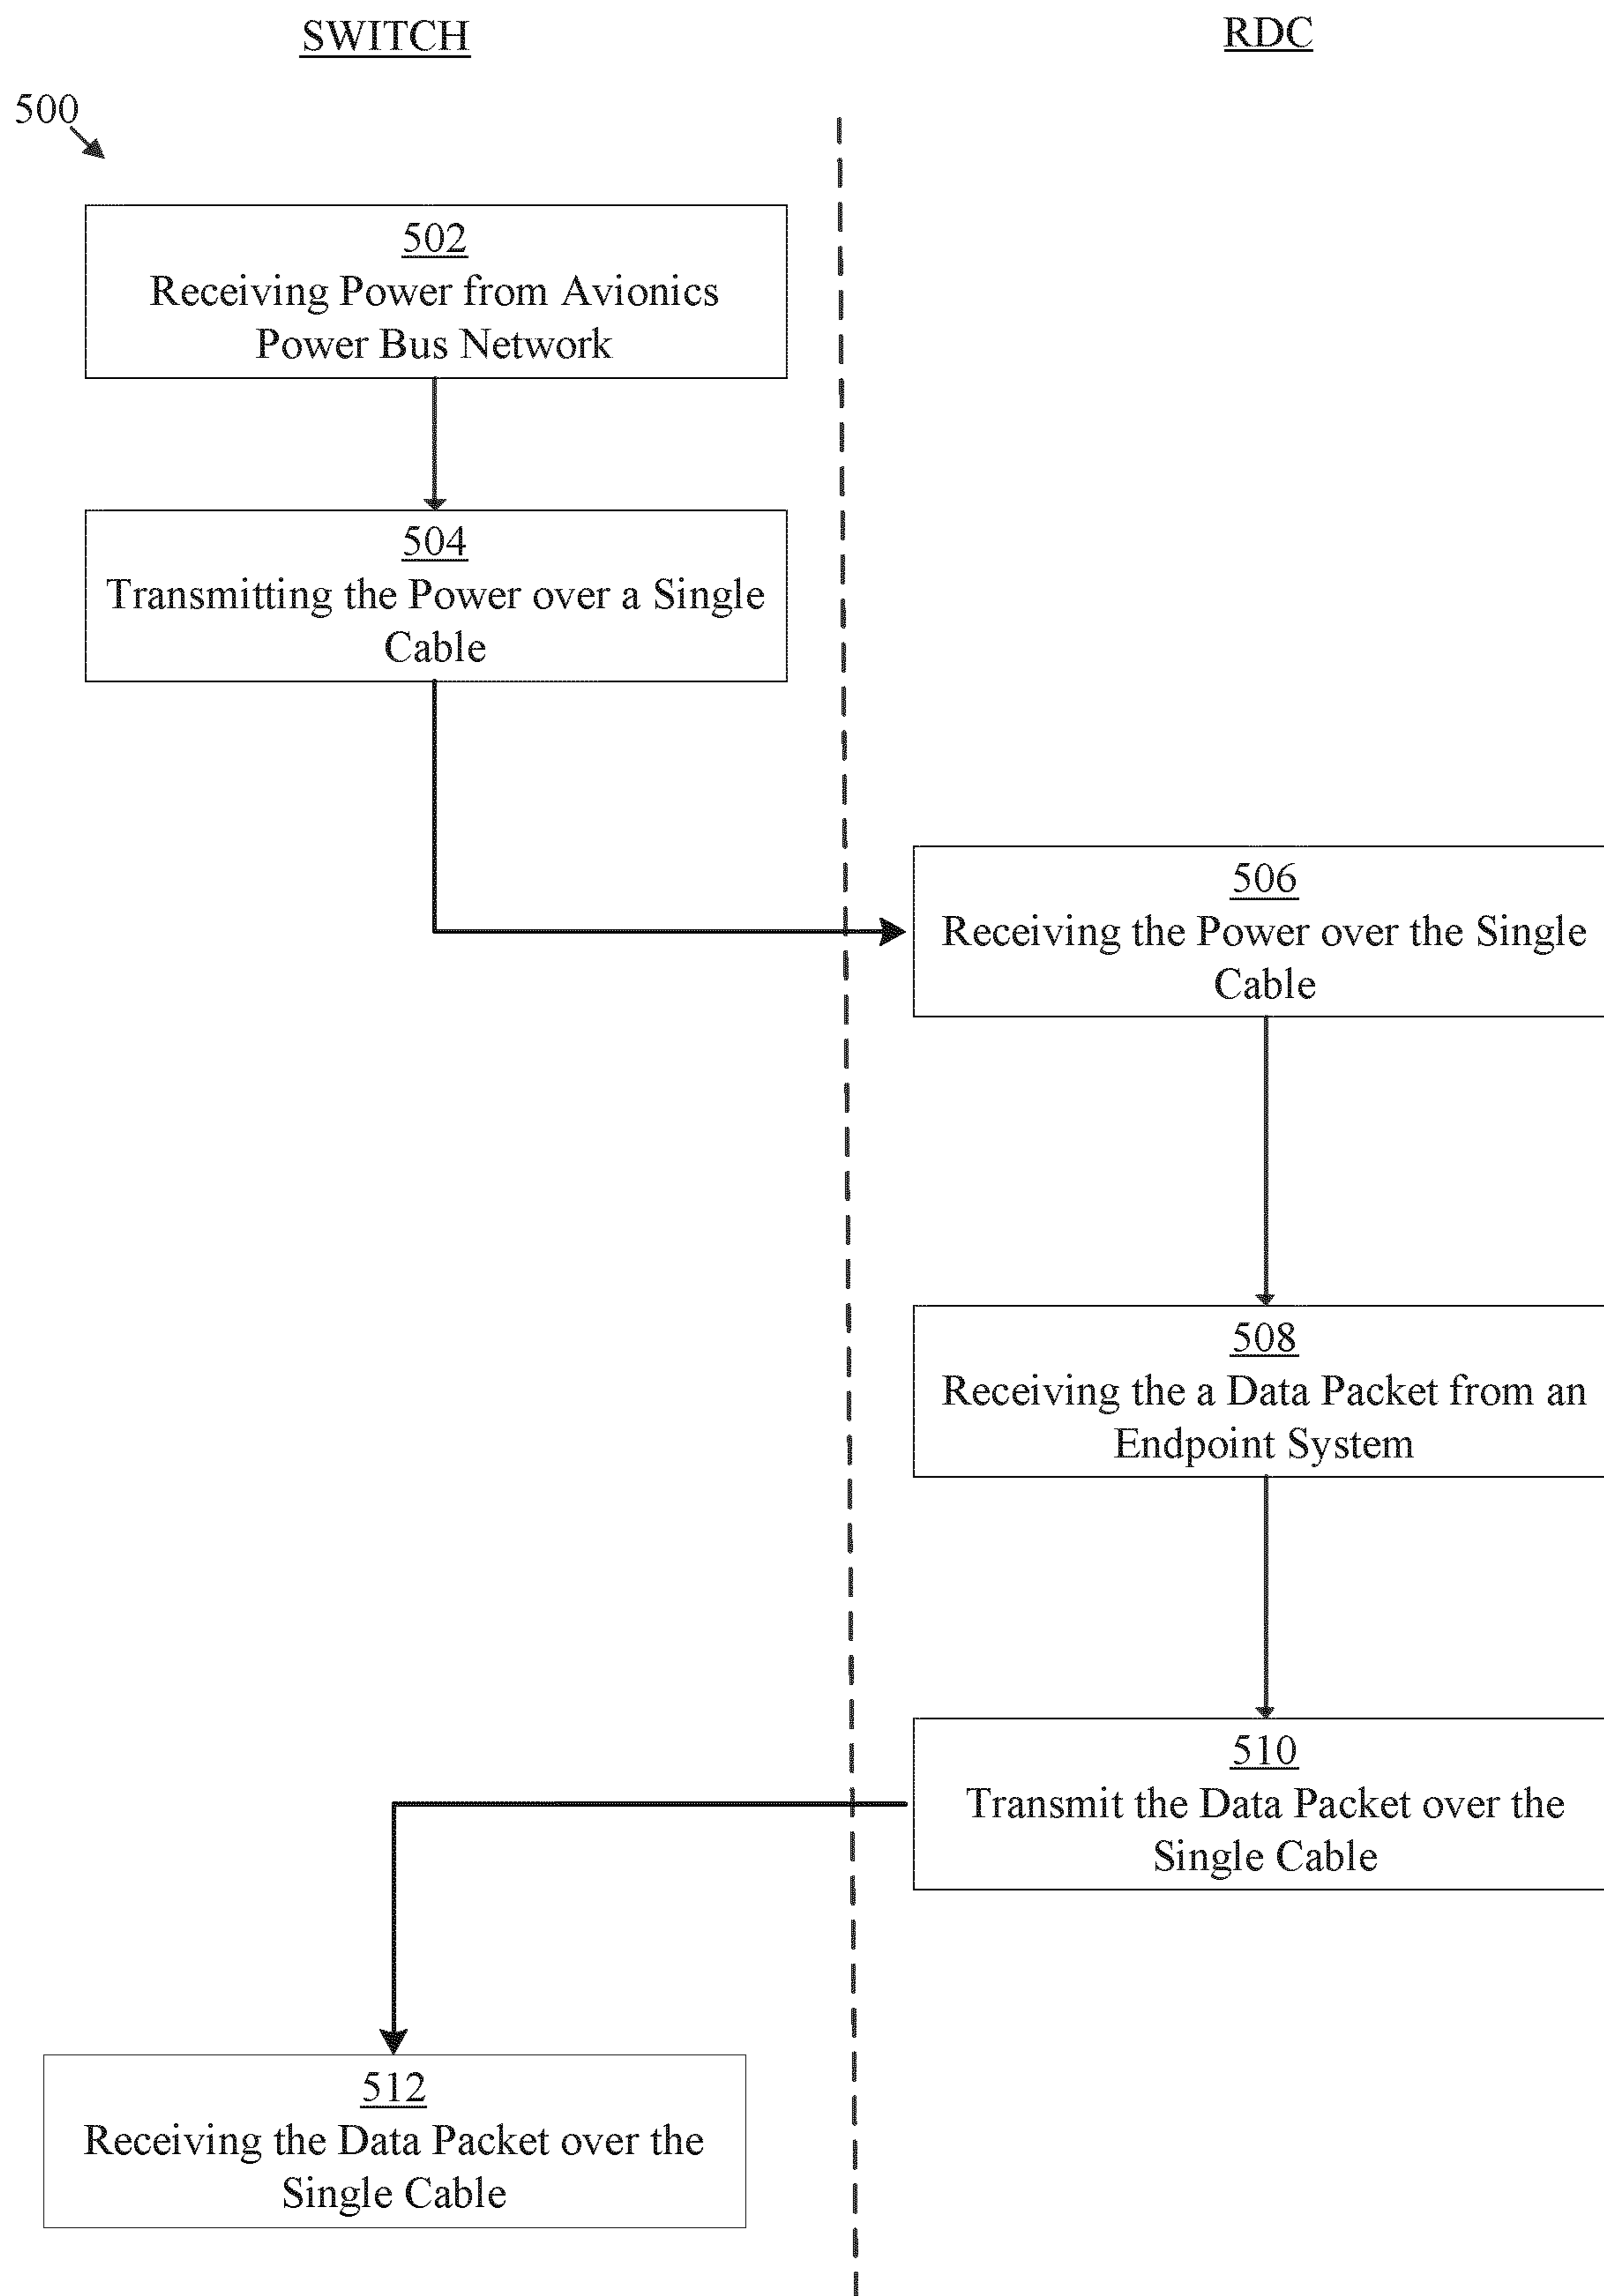 SWITCH
RDC
500
502
Receiving Power from Avionics
Power Bus Network
504
Transmitting the Power over a Single
Cable
506
Receiving the Power over the Single
Cable
508
Receiving the a Data Packet from an
Endpoint System
510
Transmit the Data Packet over the
Single Cable
512
Receiving the Data Packet over the
Single Cable